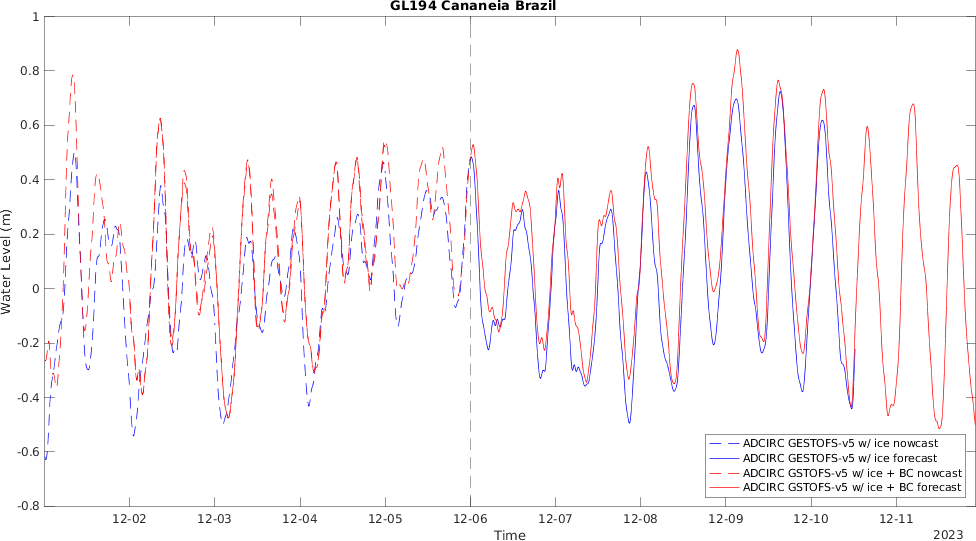 GL194 Cananeia Brazil
1
0.8
0.6
0.4
0.2
0
-0.2
-0.4
-0.6
-0.8
Water Level (m)
ADCIRC GESTOFS-v5 w/ ice nowcast
ADCIRC GESTOFS-v5 w/ ice forecast
ADCIRC GSTOFS-v5 w/ ice + BC nowcast
ADCIRC GSTOFS-v5 w/ ice + BC forecast
12-02 12-03 12-04 12-05 12-06 12-07 12-08 12-09 12-10 12-11
Time
2023